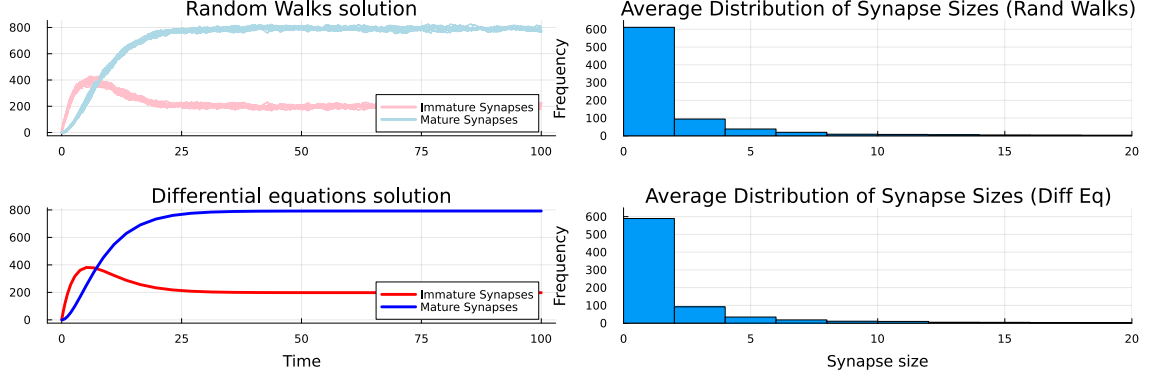 Random Walks solution
800
600
400
200
0
0 25 50 75 100
Immature Synapses
Mature Synapses
Average Distribution of Synapse Sizes (Rand Walks)
Frequency
600
500
400
300
200
100
0
0 5 10 15 20
Differential equations solution
800
600
400
200
0
0 25 50 75 100
Time
Immature Synapses
Mature Synapses
Average Distribution of Synapse Sizes (Diff Eq)
Frequency
600
500
400
300
200
100
0
0 5 10 15 20
Synapse size